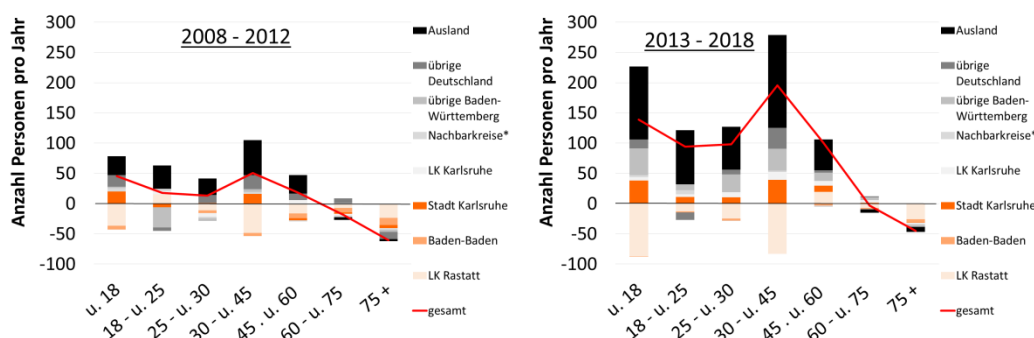 2008 - 2012
Anzahl Personen pro Jahr
300
250
200
150
100
50
0
-50
-100
u. 18
18 - u. 25
25 - u. 30
30 - u. 45
45 . u. 60
60 - u. 75
75 +
Ausland
übrige
Deutschland
übrige Baden-
Württemberg
Nachbarkreise*
LK Karlsruhe
Stadt Karlsruhe
Baden-Baden
LK Rastatt
gesamt
2013 - 2018
Anzahl Personen pro Jahr
300
250
200
150
100
50
0
-50
-100
u. 18
18 - u. 25
25 - u. 30
30 - u. 45
45 . u. 60
60 - u. 75
75 +
Ausland
übrige
Deutschland
übrige Baden-
Württemberg
Nachbarkreise*
LK Karlsruhe
Stadt Karlsruhe
Baden-Baden
LK Rastatt
gesamt